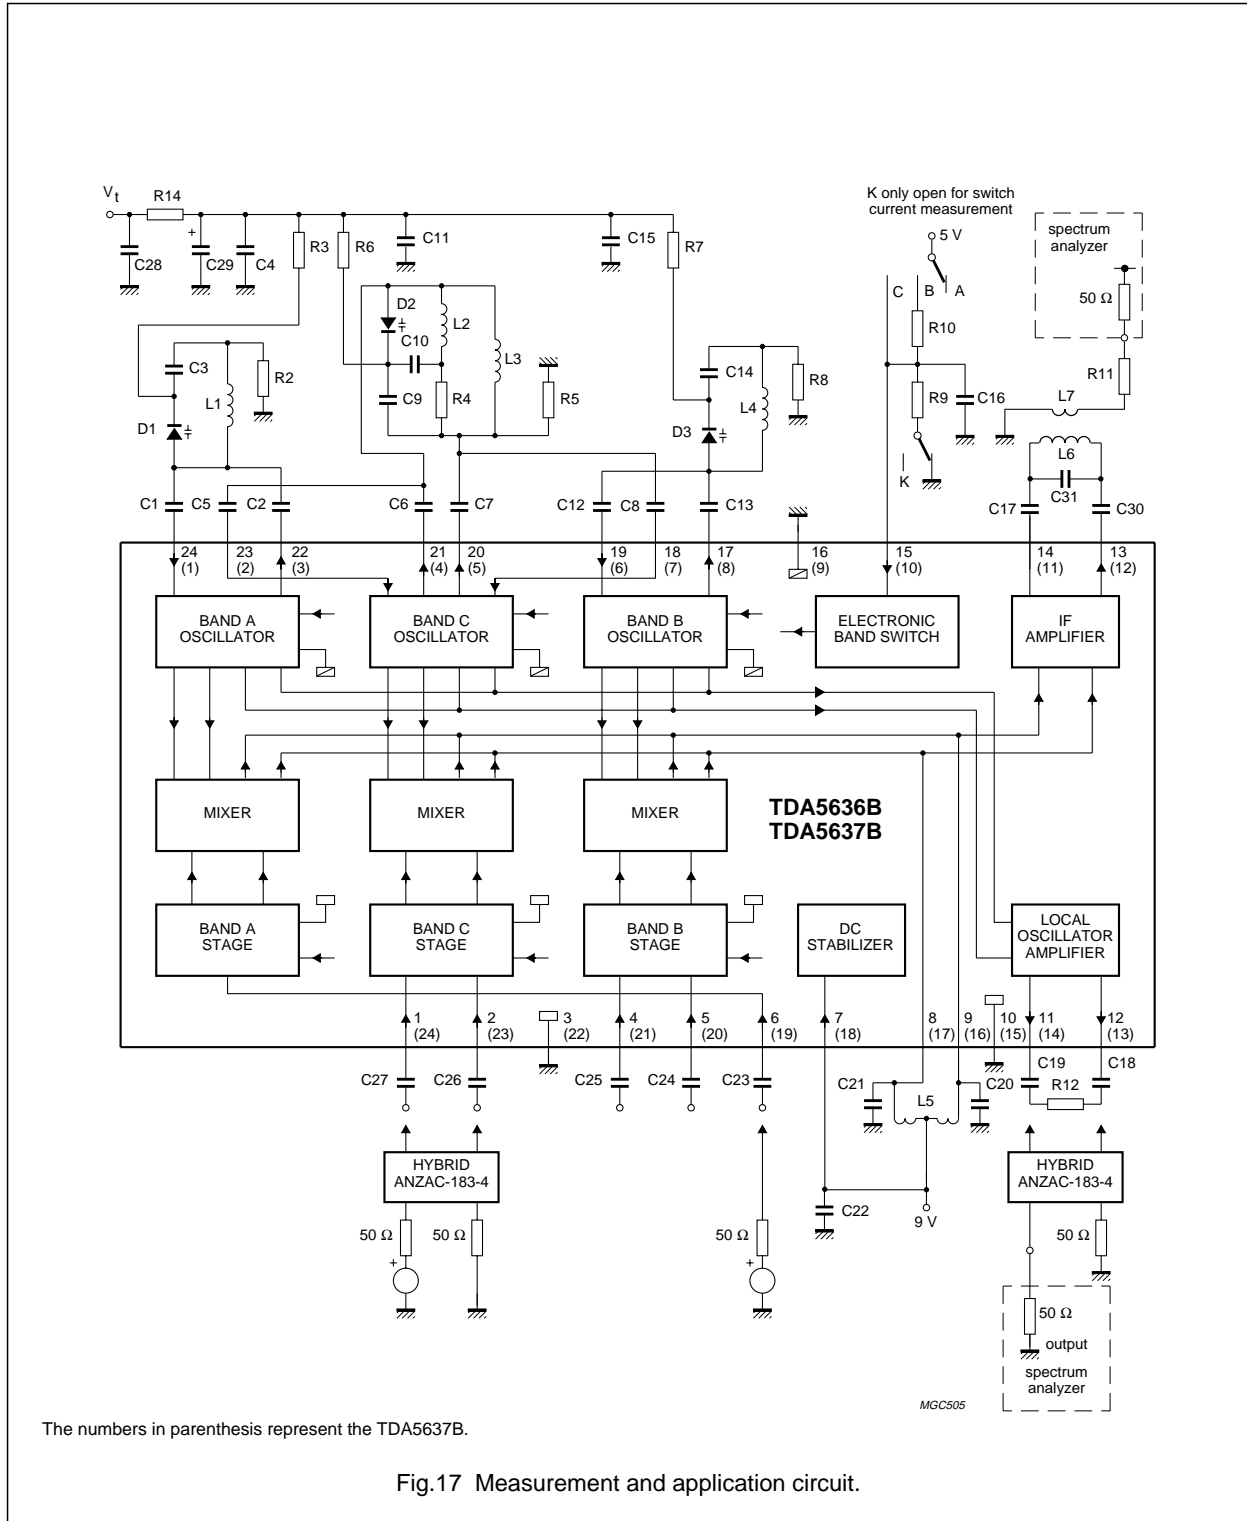 Vt
R14
C28
+
C29
C4
R3
R6
C11
C15
R7
K only open for switch
current measurement
5 V
C
B
A
spectrum
analyzer
50 Ω
R10
R11
C3
L1
R2
D1
D2
C10
L2
L3
C9
R4
R5
C14
L4
R8
D3
R9
C16
K
L7
L6
C31
C1
C5
C2
C6
C7
C12
C8
C13
C17
C30
24
(1)
23
(2)
22
(3)
21
(4)
20
(5)
19
(6)
18
(7)
17
(8)
16
(9)
15
(10)
14
(11)
13
(12)
BAND A
OSCILLATOR
BAND C
OSCILLATOR
BAND B
OSCILLATOR
ELECTRONIC
BAND SWITCH
IF
AMPLIFIER
MIXER
MIXER
MIXER
TDA5636B
TDA5637B
BAND A
STAGE
BAND C
STAGE
BAND B
STAGE
DC
STABILIZER
LOCAL
OSCILLATOR
AMPLIFIER
1
(24)
2
(23)
3
(22)
4
(21)
5
(20)
6
(19)
7
(18)
8
(17)
9
(16)
10
(15)
11
(14)
12
(13)
C27
C26
C25
C24
C23
C21
L5
C20
C19
C18
R12
HYBRID
ANZAC-183-4
HYBRID
ANZAC-183-4
C22
9 V
50 Ω
50 Ω
50 Ω
50 Ω
+
+
50 Ω
output
spectrum
analyzer
MGC505
The numbers in parenthesis represent the TDA5637B.
Fig.17 Measurement and application circuit.